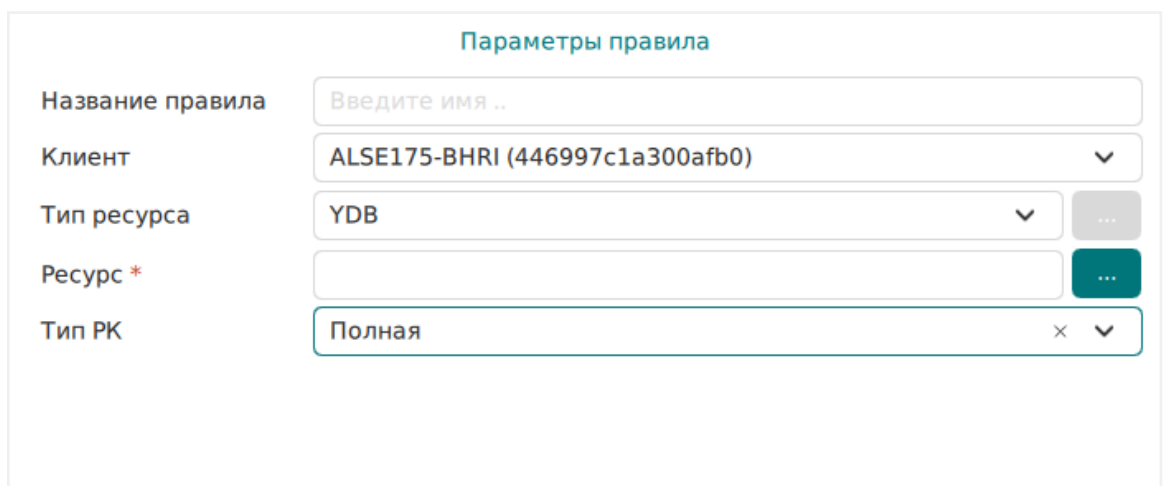 Параметры правила
Название правила Введите имя ..
Клиент ALSE175-BHRI (446997c1a300afb0)
Тип ресурса YDB ...
Ресурс * ...
Тип РК Полная